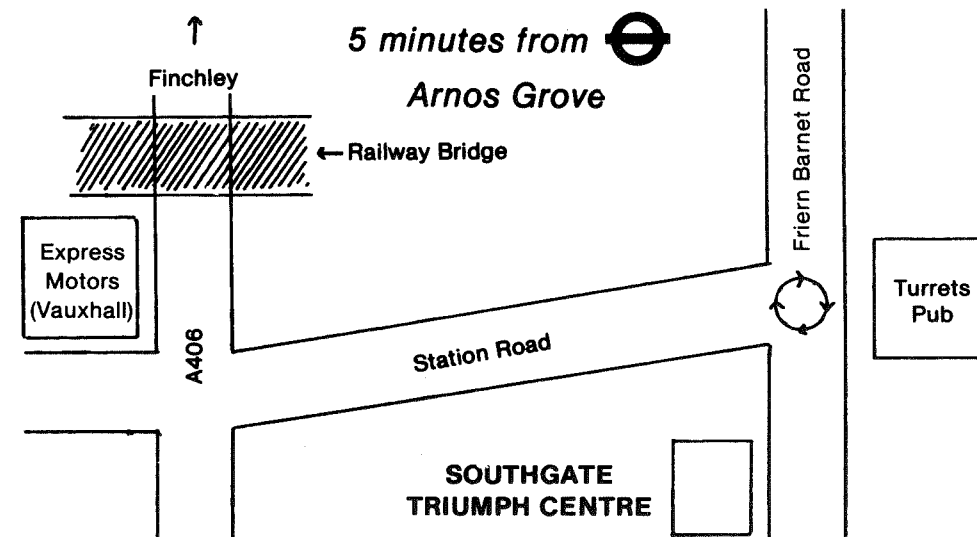 5 minutes from
Arnos Grove
Finchley
Railway Bridge
Friern Barnet Road
Express
Motors
(Vauxhall)
A406
Station Road
Turrets
Pub
SOUTHGATE
TRIUMPH CENTRE